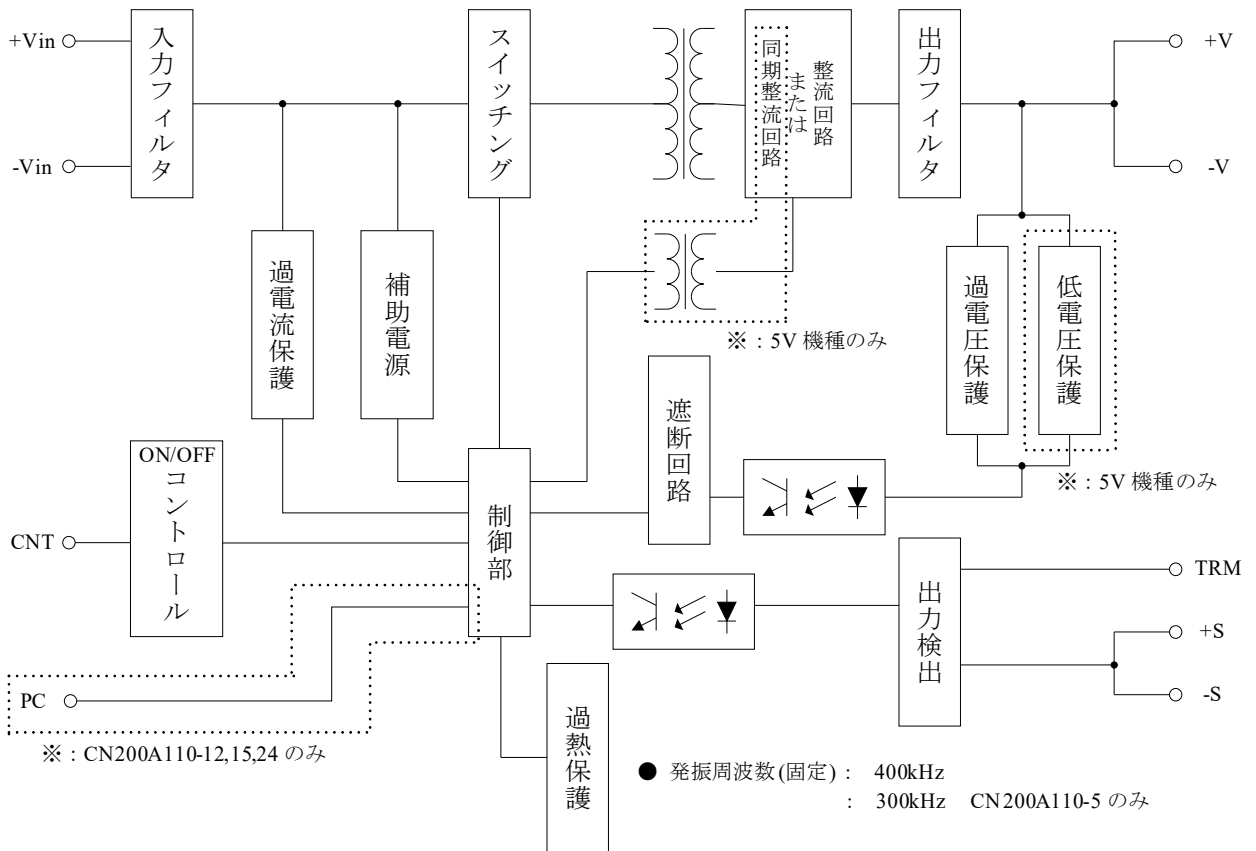 +Vin
-Vin
入力フィルタ
スイッチング
同期整流回路
または
整流回路
出力フィルタ
+V
-V
過電流保護
補助電源
※ : 5V 機種のみ
過電圧保護
低電圧保護
※ : 5V 機種のみ
遮断回路
ON/OFF
コントロール
CNT
制御部
出力検出
TRM
+S
-S
PC
※ : CN200A110-12,15,24 のみ
過熱保護
● 発振周波数(固定) : 400kHz
: 300kHz CN200A110-5 のみ